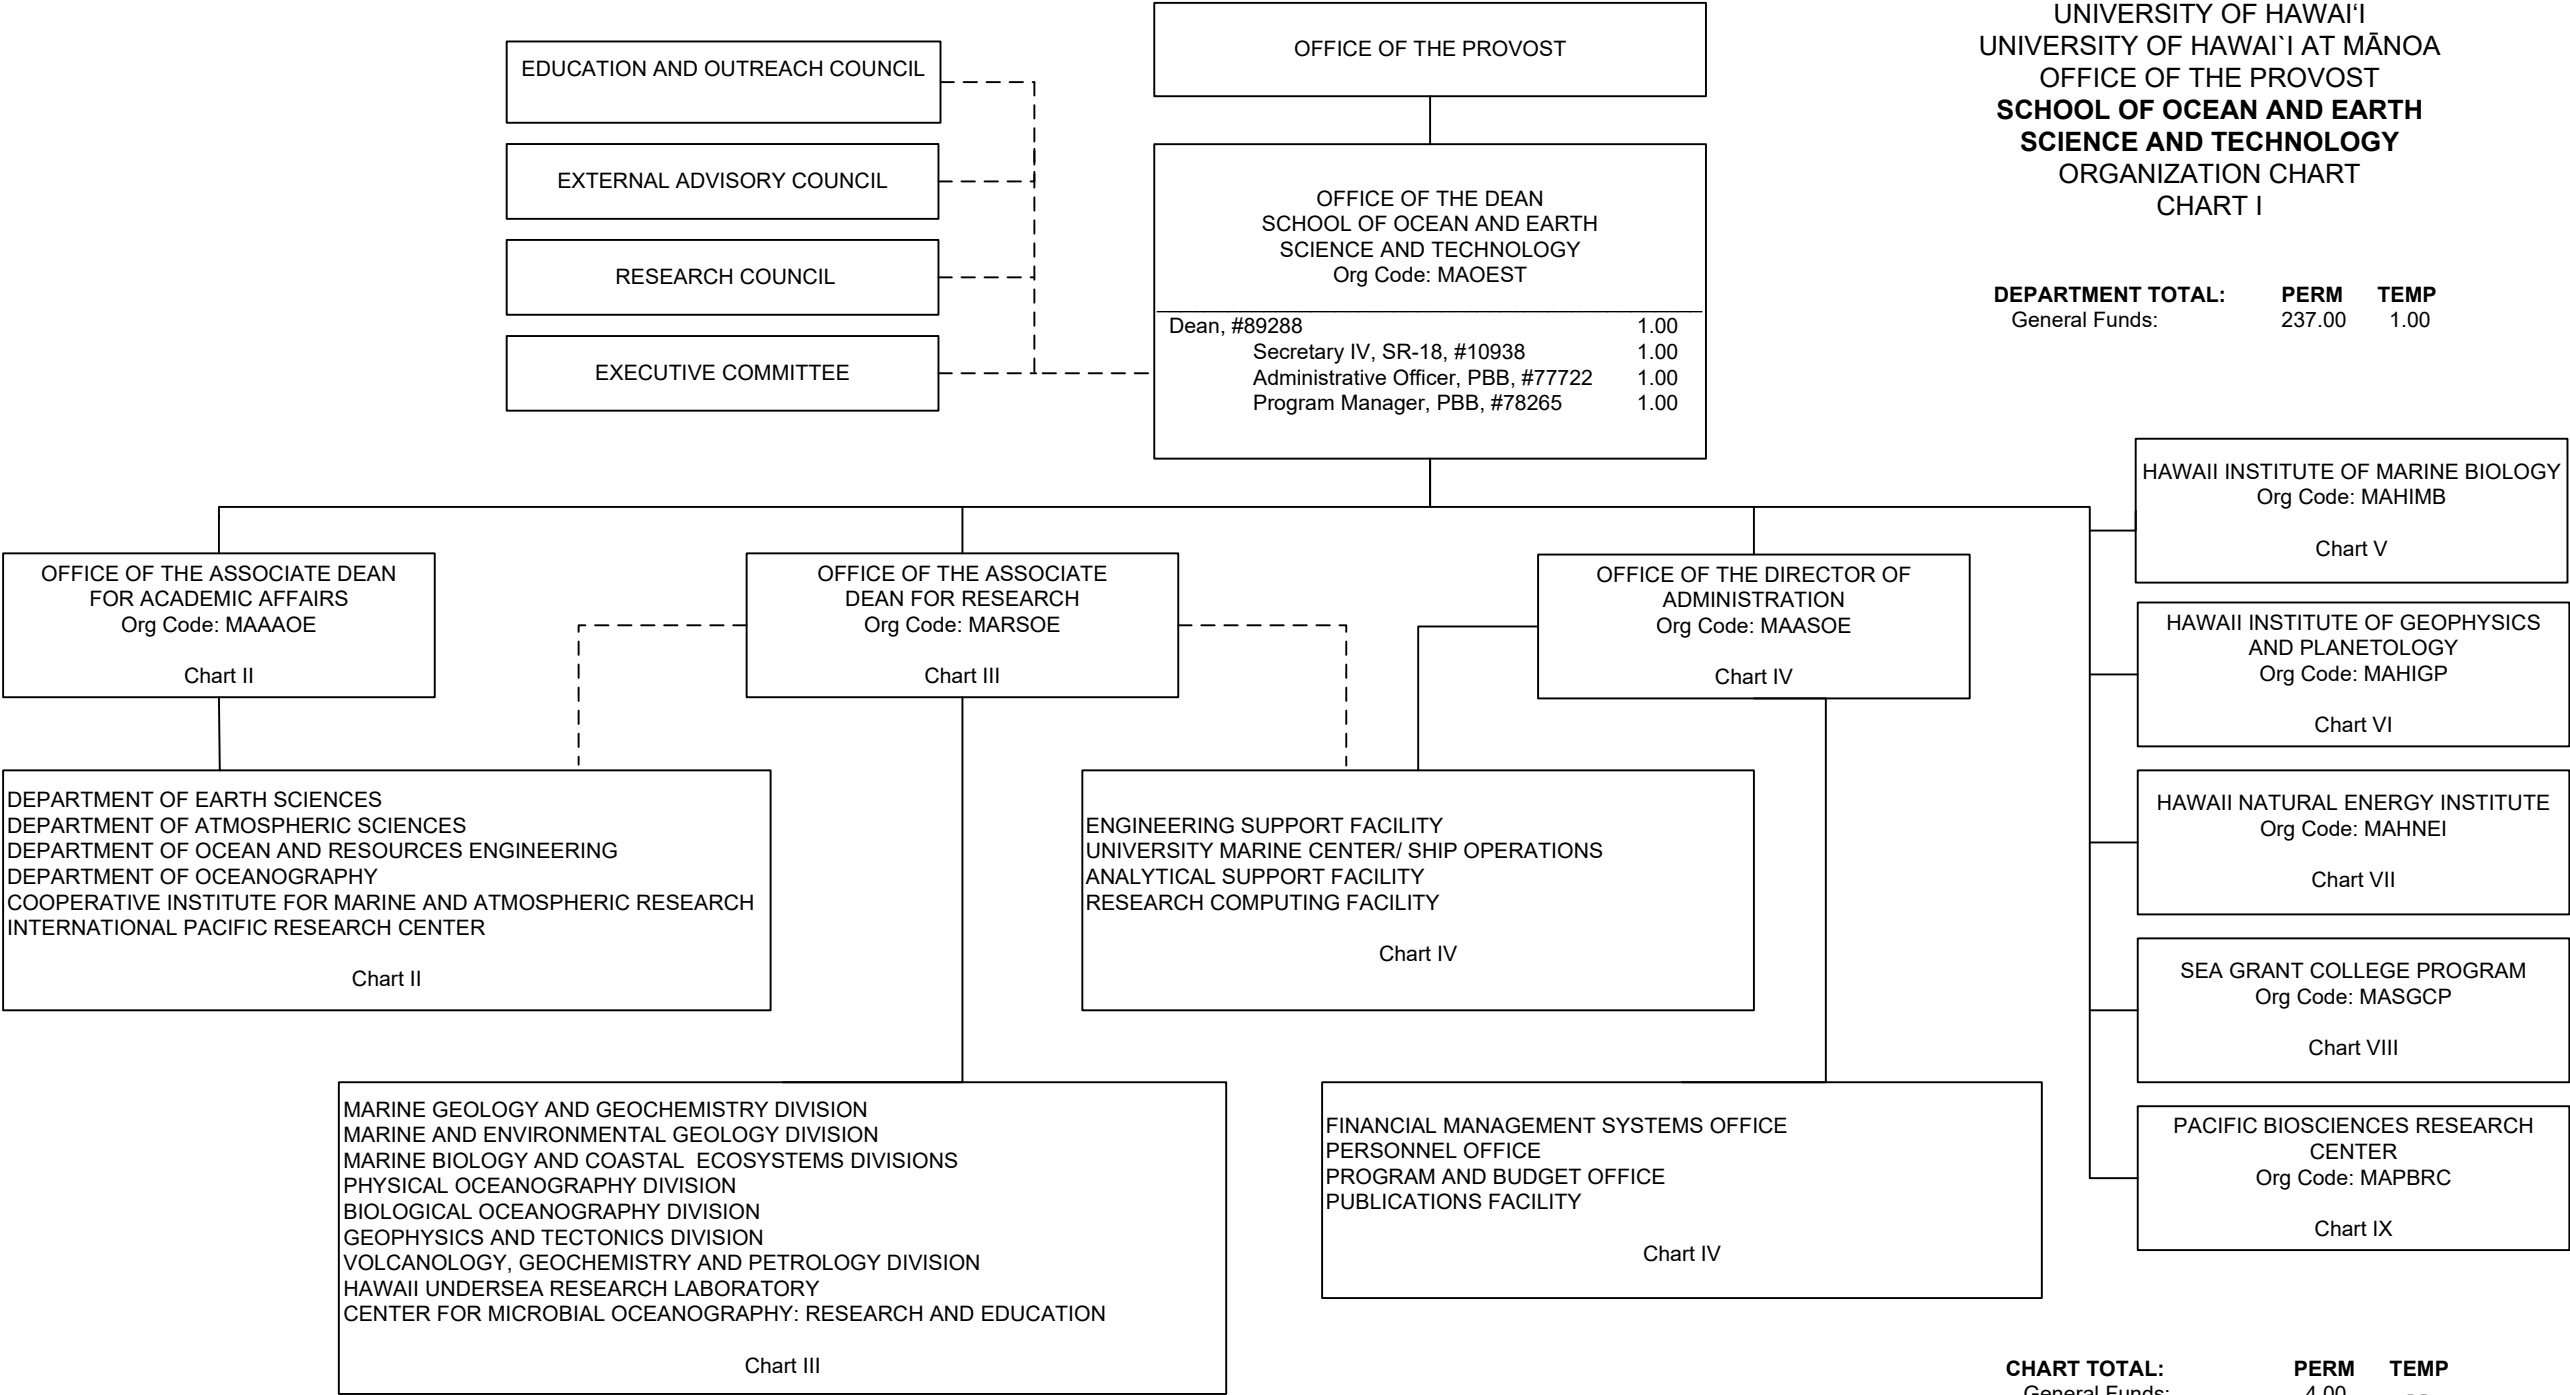 UNIVERSITY OF HAWAI‘I
UNIVERSITY OF HAWAI`I AT MĀNOA
OFFICE OF THE PROVOST
SCHOOL OF OCEAN AND EARTH
SCIENCE AND TECHNOLOGY
ORGANIZATION CHART
CHART I
DEPARTMENT TOTAL: PERM TEMP
General Funds: 237.00 1.00
OFFICE OF THE PROVOST
EDUCATION AND OUTREACH COUNCIL
EXTERNAL ADVISORY COUNCIL
RESEARCH COUNCIL
EXECUTIVE COMMITTEE
OFFICE OF THE DEAN
SCHOOL OF OCEAN AND EARTH
SCIENCE AND TECHNOLOGY
Org Code: MAOEST
Dean, #89288 1.00
Secretary IV, SR-18, #10938 1.00
Administrative Officer, PBB, #77722 1.00
Program Manager, PBB, #78265 1.00
OFFICE OF THE ASSOCIATE DEAN
FOR ACADEMIC AFFAIRS
Org Code: MAAAOE
Chart II
OFFICE OF THE ASSOCIATE
DEAN FOR RESEARCH
Org Code: MARSOE
Chart III
OFFICE OF THE DIRECTOR OF
ADMINISTRATION
Org Code: MAASOE
Chart IV
HAWAII INSTITUTE OF MARINE BIOLOGY
Org Code: MAHIMB
Chart V
HAWAII INSTITUTE OF GEOPHYSICS
AND PLANETOLOGY
Org Code: MAHIGP
Chart VI
HAWAII NATURAL ENERGY INSTITUTE
Org Code: MAHNEI
Chart VII
SEA GRANT COLLEGE PROGRAM
Org Code: MASGCP
Chart VIII
PACIFIC BIOSCIENCES RESEARCH
CENTER
Org Code: MAPBRC
Chart IX
DEPARTMENT OF EARTH SCIENCES
DEPARTMENT OF ATMOSPHERIC SCIENCES
DEPARTMENT OF OCEAN AND RESOURCES ENGINEERING
DEPARTMENT OF OCEANOGRAPHY
COOPERATIVE INSTITUTE FOR MARINE AND ATMOSPHERIC RESEARCH
INTERNATIONAL PACIFIC RESEARCH CENTER
Chart II
ENGINEERING SUPPORT FACILITY
UNIVERSITY MARINE CENTER/ SHIP OPERATIONS
ANALYTICAL SUPPORT FACILITY
RESEARCH COMPUTING FACILITY
Chart IV
MARINE GEOLOGY AND GEOCHEMISTRY DIVISION
MARINE AND ENVIRONMENTAL GEOLOGY DIVISION
MARINE BIOLOGY AND COASTAL ECOSYSTEMS DIVISIONS
PHYSICAL OCEANOGRAPHY DIVISION
BIOLOGICAL OCEANOGRAPHY DIVISION
GEOPHYSICS AND TECTONICS DIVISION
VOLCANOLOGY, GEOCHEMISTRY AND PETROLOGY DIVISION
HAWAII UNDERSEA RESEARCH LABORATORY
CENTER FOR MICROBIAL OCEANOGRAPHY: RESEARCH AND EDUCATION
Chart III
FINANCIAL MANAGEMENT SYSTEMS OFFICE
PERSONNEL OFFICE
PROGRAM AND BUDGET OFFICE
PUBLICATIONS FACILITY
Chart IV
CHART TOTAL: PERM TEMP
General Funds: 4.00 --